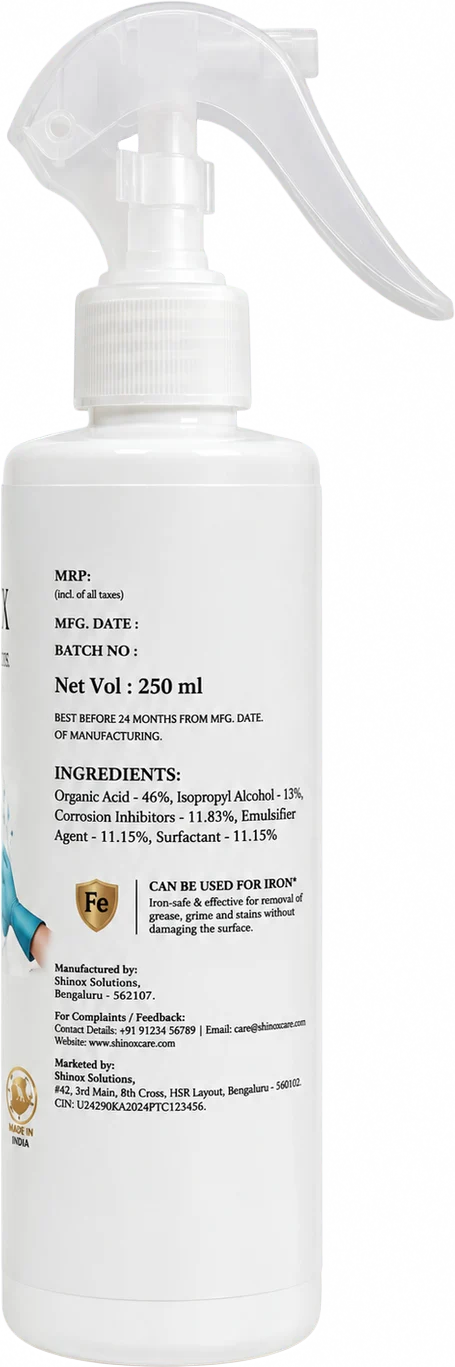 X
MRP:
(incl. of all taxes)
MFG. DATE :
BATCH NO :
Net Vol : 250 ml
BEST BEFORE 24 MONTHS FROM MFG. DATE.
OF MANUFACTURING.
INGREDIENTS:
Organic Acid - 46%, Isopropyl Alcohol - 13%,
Corrosion Inhibitors - 11.83%, Emulsifier
Agent - 11.15%, Surfactant - 11.15%
Fe
CAN BE USED FOR IRON*
Iron-safe & effective for removal of
grease, grime and stains without
damaging the surface.
Manufactured by:
Shinox Solutions,
Bengaluru - 562107.
For Complaints / Feedback:
Contact Details: +91 91234 56789 | Email: care@shinoxcare.com
Website: www.shinoxcare.com
Marketed by:
Shinox Solutions,
#42, 3rd Main, 8th Cross, HSR Layout, Bengaluru - 560102.
CIN: U24290KA2024PTC123456.
MADE IN
INDIA